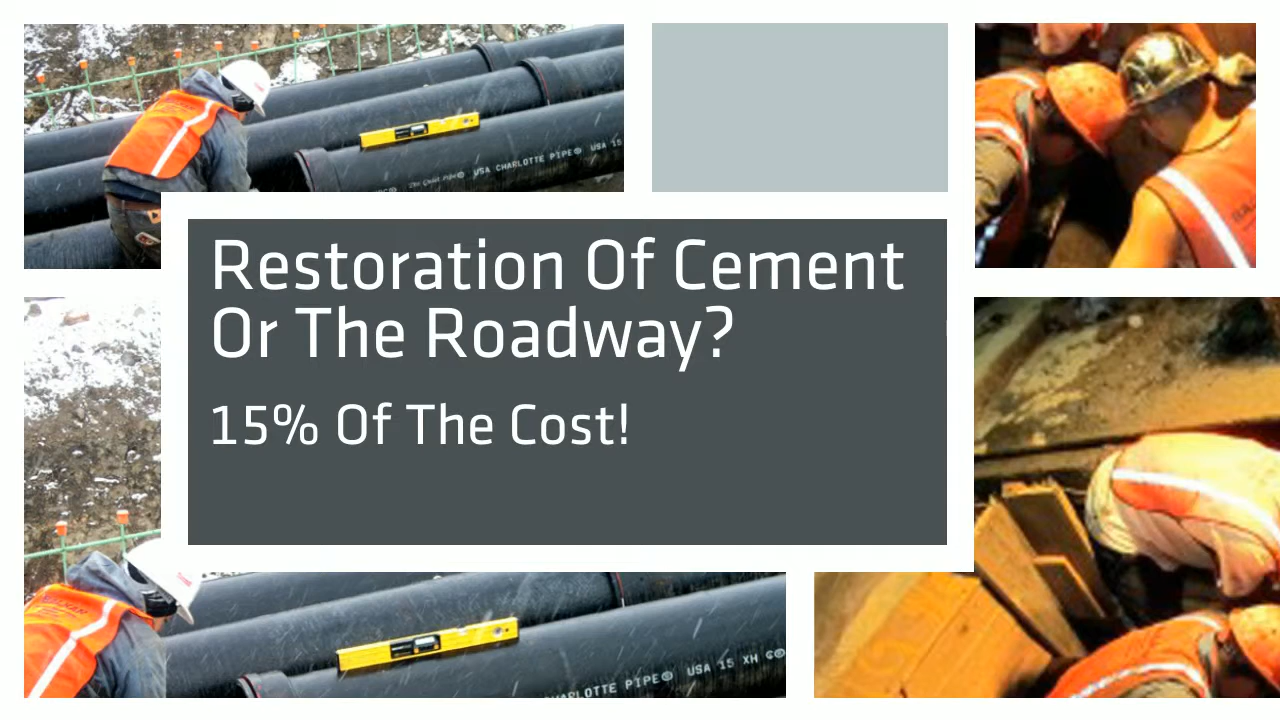 USA CHARLOTTE PIPE® USA 15
Restoration Of Cement
Or The Roadway?
15% Of The Cost!
CHARLOTTE PIPE® USA 15 XH